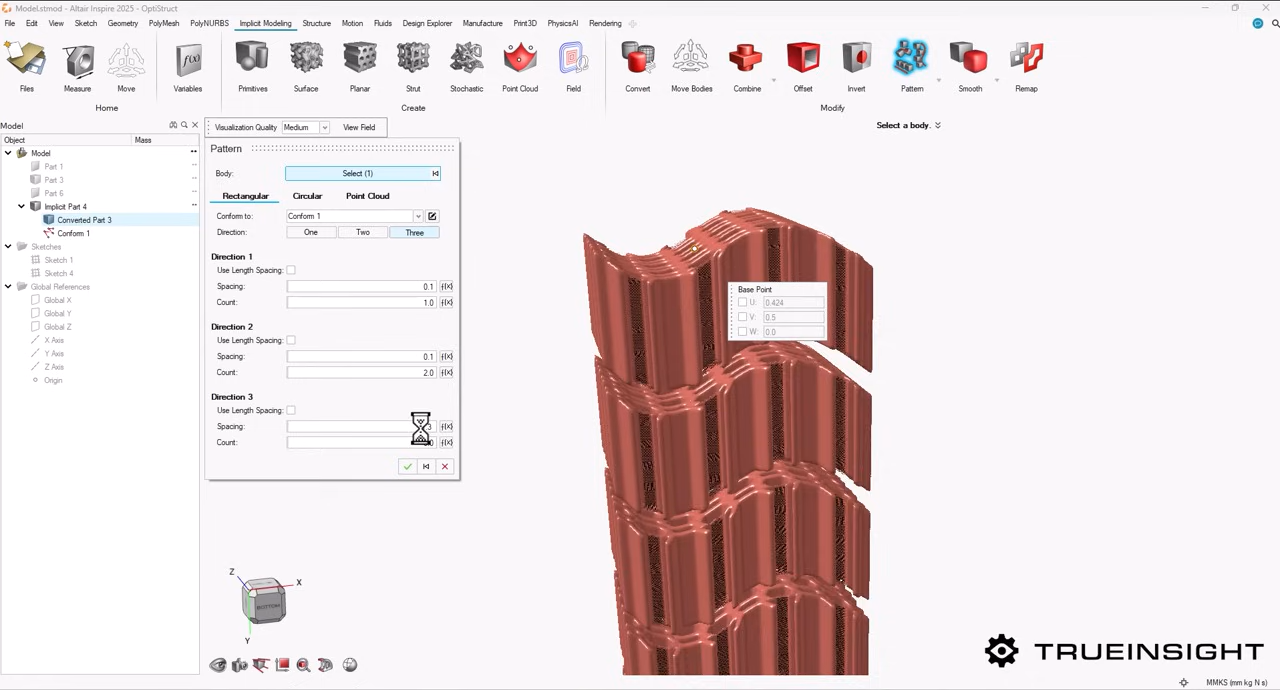 Model.stmod - Altair Inspire 2025 - OptiStruct
File Edit View Sketch Geometry PolyMesh PolyNURBS Implicit Modeling Structure Motion Fluids Design Explorer Manufacture Print3D PhysicsAI Rendering
Files Measure Move Variables Primitives Surface Planar Strut Stochastic Point Cloud Field Convert Move Bodies Combine Offset Invert Pattern Smooth Remap
Home Create Modify
Model
Object Mass
Model
Part 1
Part 3
Part 6
Implicit Part 4
Converted Part 3
Conform 1
Sketches
Sketch 1
Sketch 4
Global References
Global X
Global Y
Global Z
X Axis
Y Axis
Z Axis
Origin
Visualization Quality Medium View Field
Select a body.
Pattern
Body: Select (1)
Rectangular Circular Point Cloud
Conform to: Conform 1
Direction: One Two Three
Direction 1
Use Length Spacing:
Spacing: 0.1 f(x)
Count: 1.0 f(x)
Direction 2
Use Length Spacing:
Spacing: 0.1 f(x)
Count: 2.0 f(x)
Direction 3
Use Length Spacing:
Spacing: f(x)
Count: f(x)
Base Point
U: 0.424
V: 0.5
W: 0.0
Z
X
BOTTOM
Y
TRUEINSIGHT
MMKS (mm kg N s)